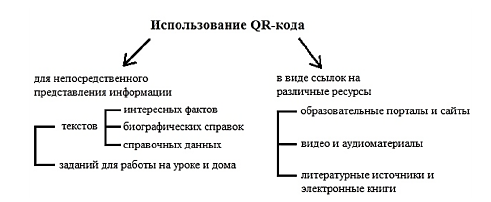 Использование QR-кода
для непосредственного
представления информации
текстов
интересных фактов
биографических справок
справочных данных
заданий для работы на уроке и дома
в виде ссылок на
различные ресурсы
образовательные порталы и сайты
видео и аудиоматериалы
литературные источники и
электронные книги